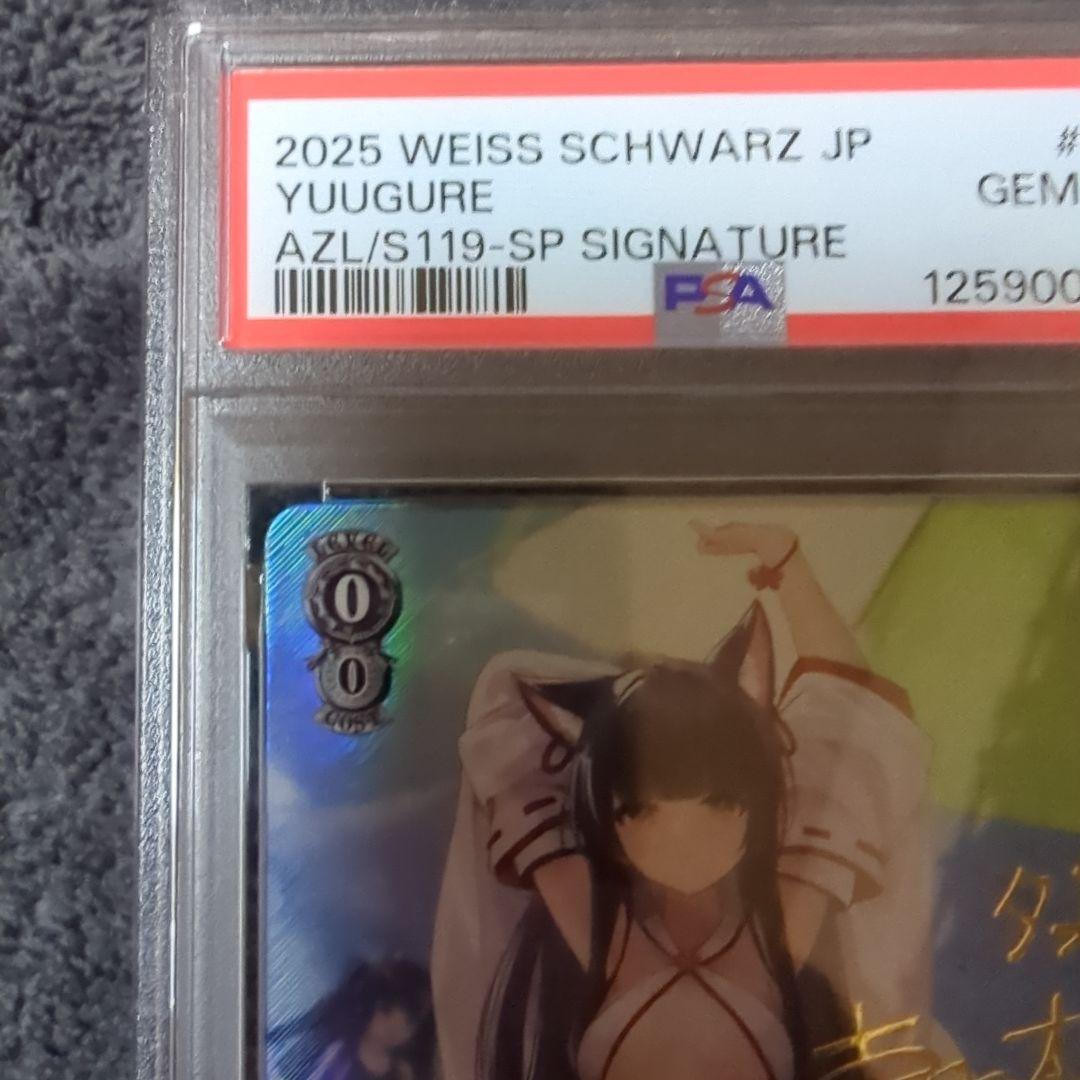 2025 WEISS SCHWARZ JP #
YUUGURE GEM
AZL/S119-SP SIGNATURE
125900
PSA
LEVEL
0
0
COST